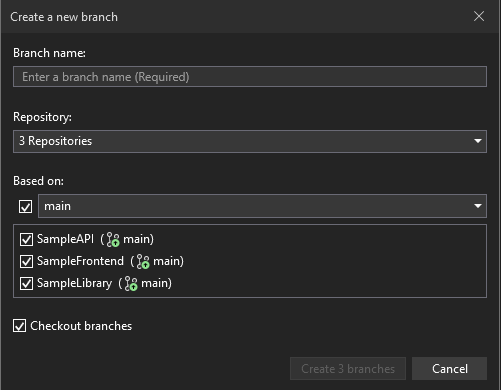 Create a new branch
Branch name:
Enter a branch name (Required)
Repository:
3 Repositories
Based on:
main
SampleAPI ( main)
SampleFrontend ( main)
SampleLibrary ( main)
Checkout branches
Create 3 branches Cancel